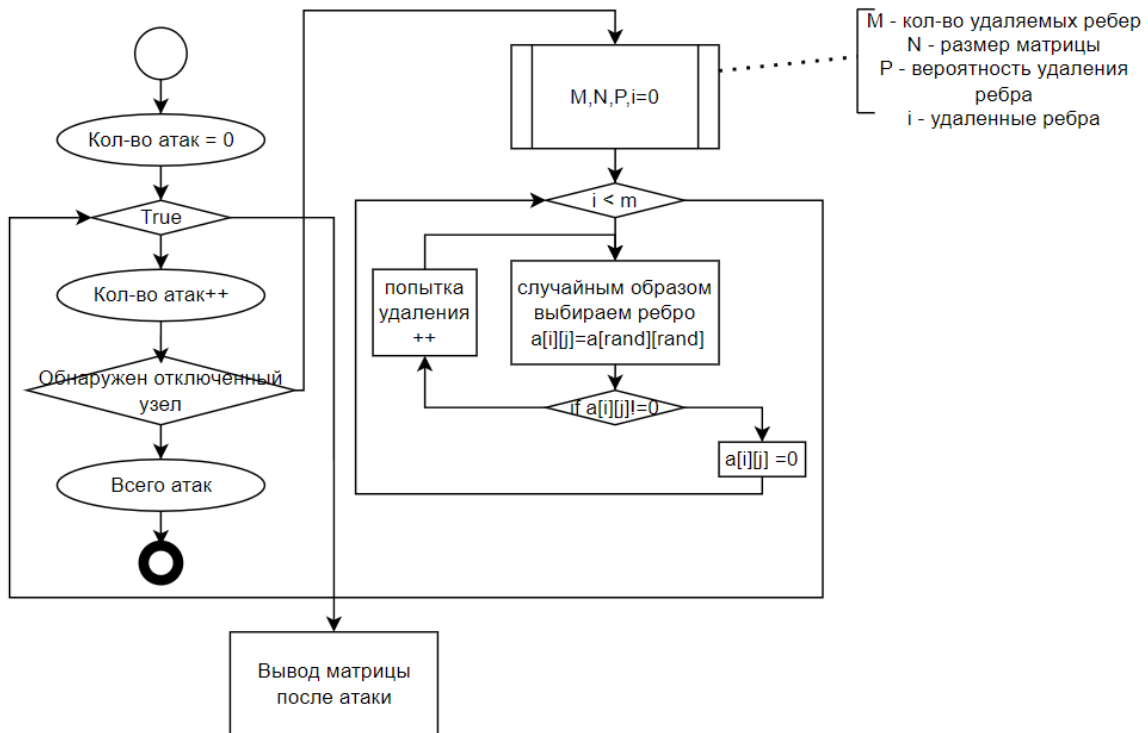 Кол-во атак = 0
True
Кол-во атак++
Обнаружен отключенный
узел
Всего атак
M,N,P,i=0
M - кол-во удаляемых ребер
N - размер матрицы
P - вероятность удаления
ребра
i - удаленные ребра
i < m
попытка
удаления
++
случайным образом
выбираем ребро
a[i][j]=a[rand][rand]
if a[i][j]!=0
a[i][j] =0
Вывод матрицы
после атаки